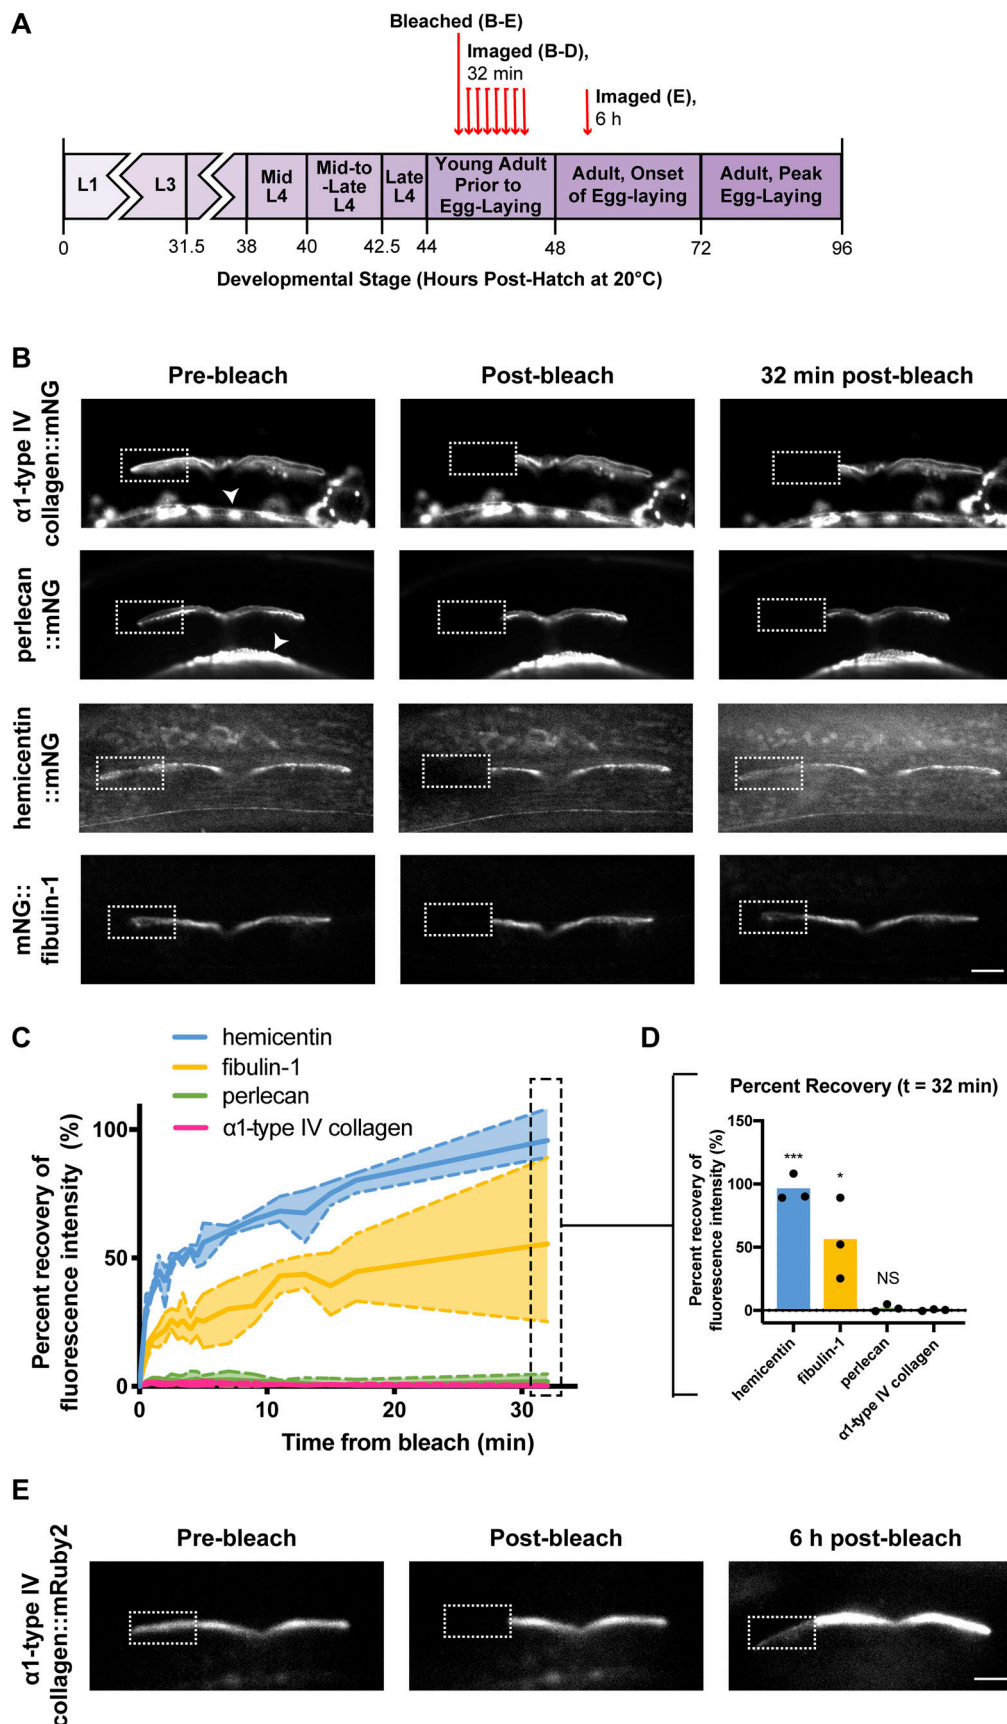 A
Bleached (B-E)
Imaged (B-D),
32 min
Imaged (E),
6 h
L1
L3
Mid
L4
Mid-to
-Late
L4
Late
L4
Young Adult
Prior to
Egg-Laying
Adult, Onset
of Egg-laying
Adult, Peak
Egg-Laying
0
31.5
38
40
42.5
44
48
72
96
Developmental Stage (Hours Post-Hatch at 20°C)
B
Pre-bleach
Post-bleach
32 min post-bleach
α1-type IV
collagen::mNG
perlecan
::mNG
hemicentin
::mNG
mNG::
fibulin-1
C
hemicentin
fibulin-1
perlecan
α1-type IV collagen
Percent recovery of
fluorescence intensity (%)
100
50
0
0
10
20
30
Time from bleach (min)
D
Percent Recovery (t = 32 min)
Percent recovery of
fluorescence intensity (%)
150
100
50
0
***
*
NS
hemicentin
fibulin-1
perlecan
α1-type IV collagen
E
Pre-bleach
Post-bleach
6 h post-bleach
α1-type IV
collagen::mRuby2